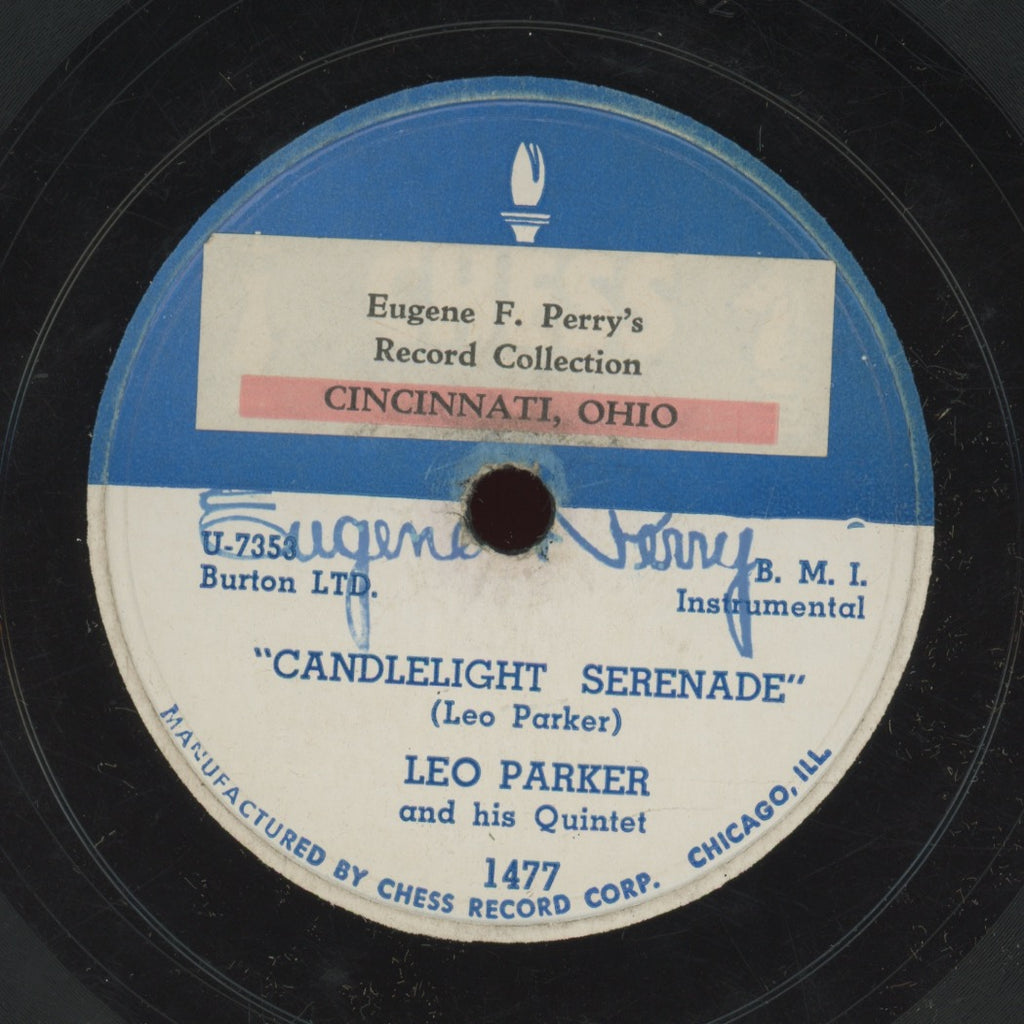 Eugene F. Perry's
Record Collection
CINCINNATI, OHIO
Eugene F. Perry
U-7353
Burton LTD.
B. M. I.
Instrumental
"CANDLELIGHT SERENADE"
(Leo Parker)
LEO PARKER
and his Quintet
1477
MANUFACTURED BY CHESS RECORD CORP. CHICAGO, ILL.